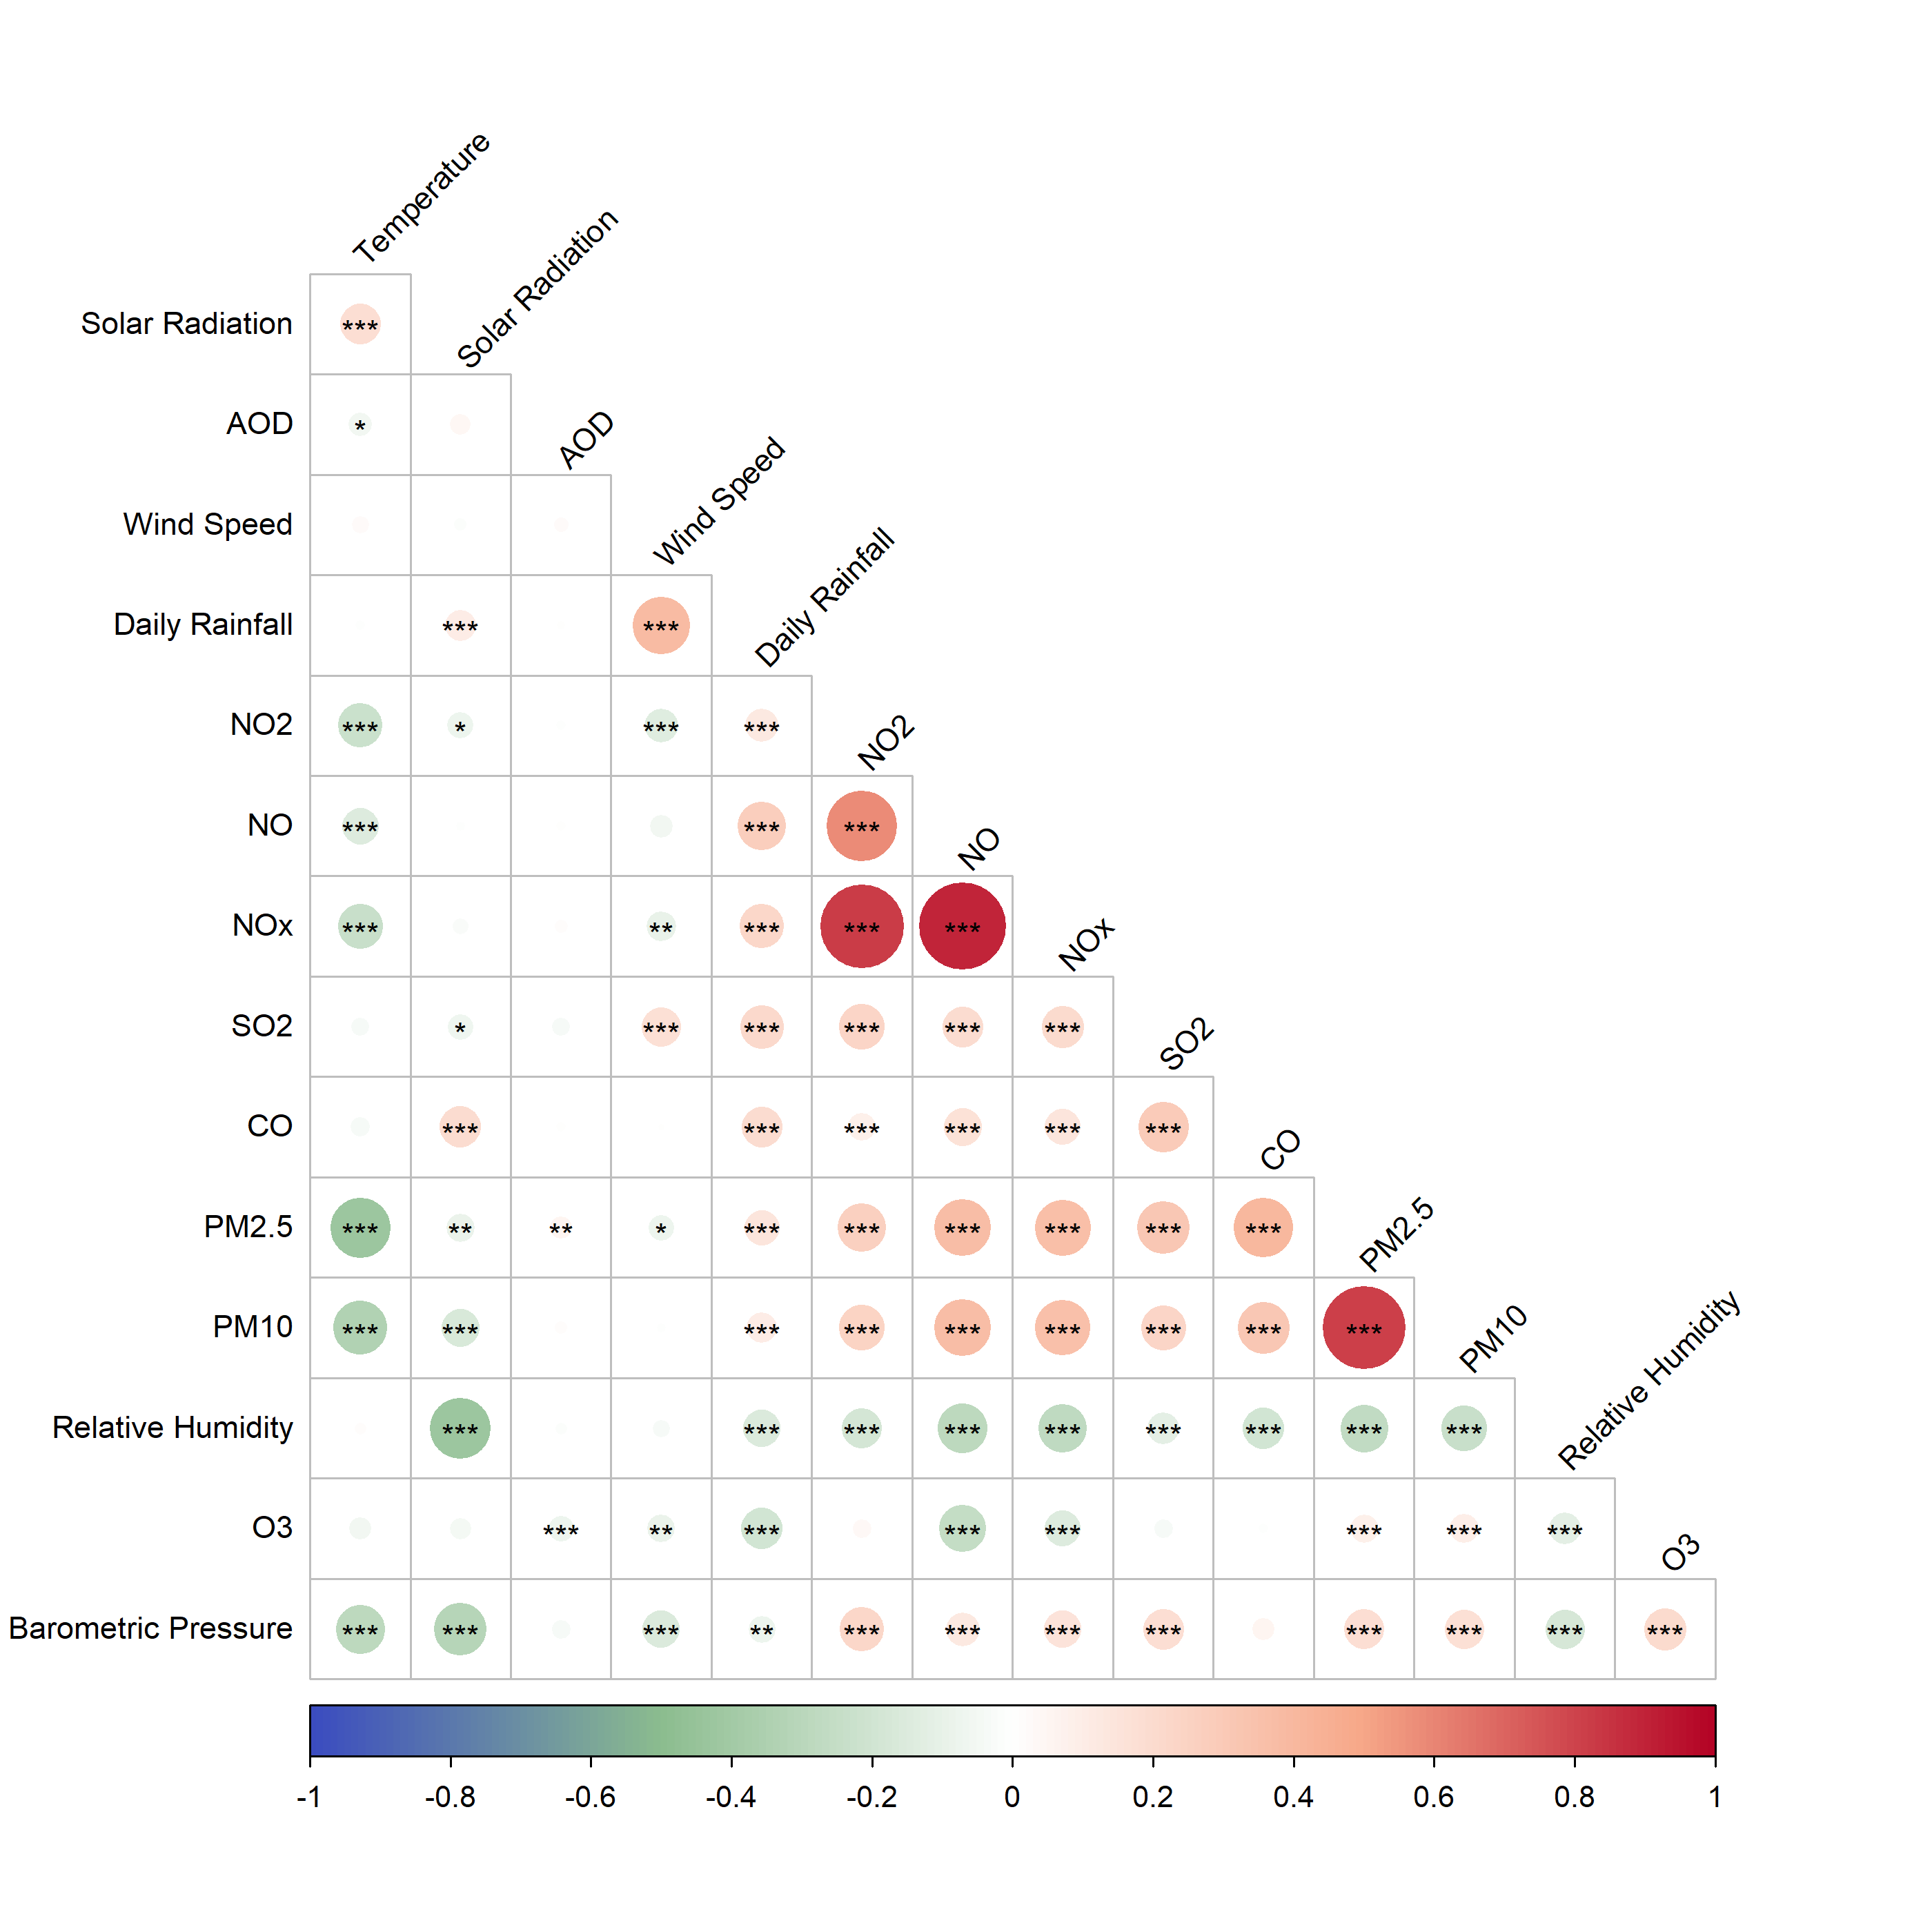 Temperature
Solar Radiation
Solar Radiation ***
AOD
AOD *
Wind Speed
Wind Speed
Daily Rainfall
Daily Rainfall *** ***
NO2
NO2 *** * *** ***
NO
NO *** *** ***
NOx
NOx *** ** *** *** ***
SO2
SO2 * *** *** *** *** ***
CO
CO *** *** *** *** *** ***
PM2.5
PM2.5 *** ** ** * *** *** *** *** *** ***
PM10
PM10 *** *** *** *** *** *** *** *** ***
Relative Humidity
Relative Humidity *** *** *** *** *** *** *** *** ***
O3
O3 *** ** *** *** *** *** *** ***
Barometric Pressure *** *** *** ** *** *** *** *** *** *** *** ***
-1 -0.8 -0.6 -0.4 -0.2 0 0.2 0.4 0.6 0.8 1